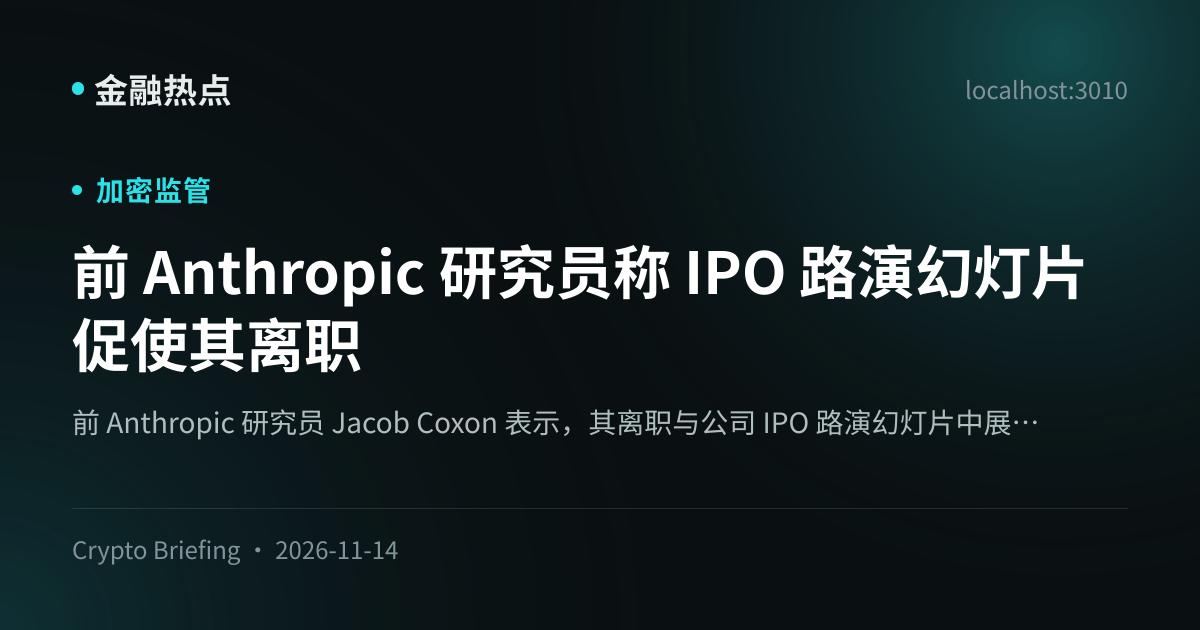 金融热点
localhost:3010
加密监管
前 Anthropic 研究员称 IPO 路演幻灯片
促使其离职
前 Anthropic 研究员 Jacob Coxon 表示，其离职与公司 IPO 路演幻灯片中展…
Crypto Briefing · 2026-11-14